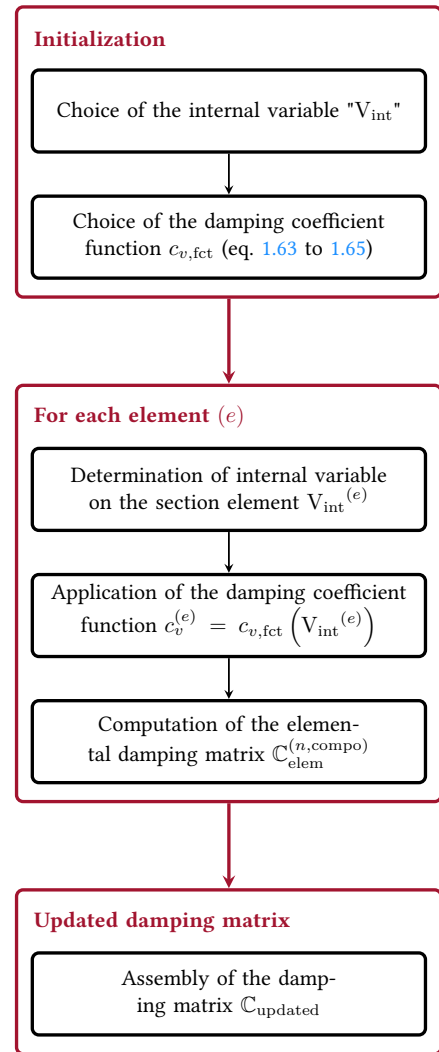 Initialization
Choice of the internal variable "V_int"
Choice of the damping coefficient
function c_{v,fct} (eq. 1.63 to 1.65)
For each element (e)
Determination of internal variable
on the section element V_int^{(e)}
Application of the damping coefficient
function c_v^{(e)} = c_{v,fct} (V_int^{(e)})
Computation of the elemen-
tal damping matrix ℂ_elem^{(n,compo)}
Updated damping matrix
Assembly of the damp-
ing matrix ℂ_updated